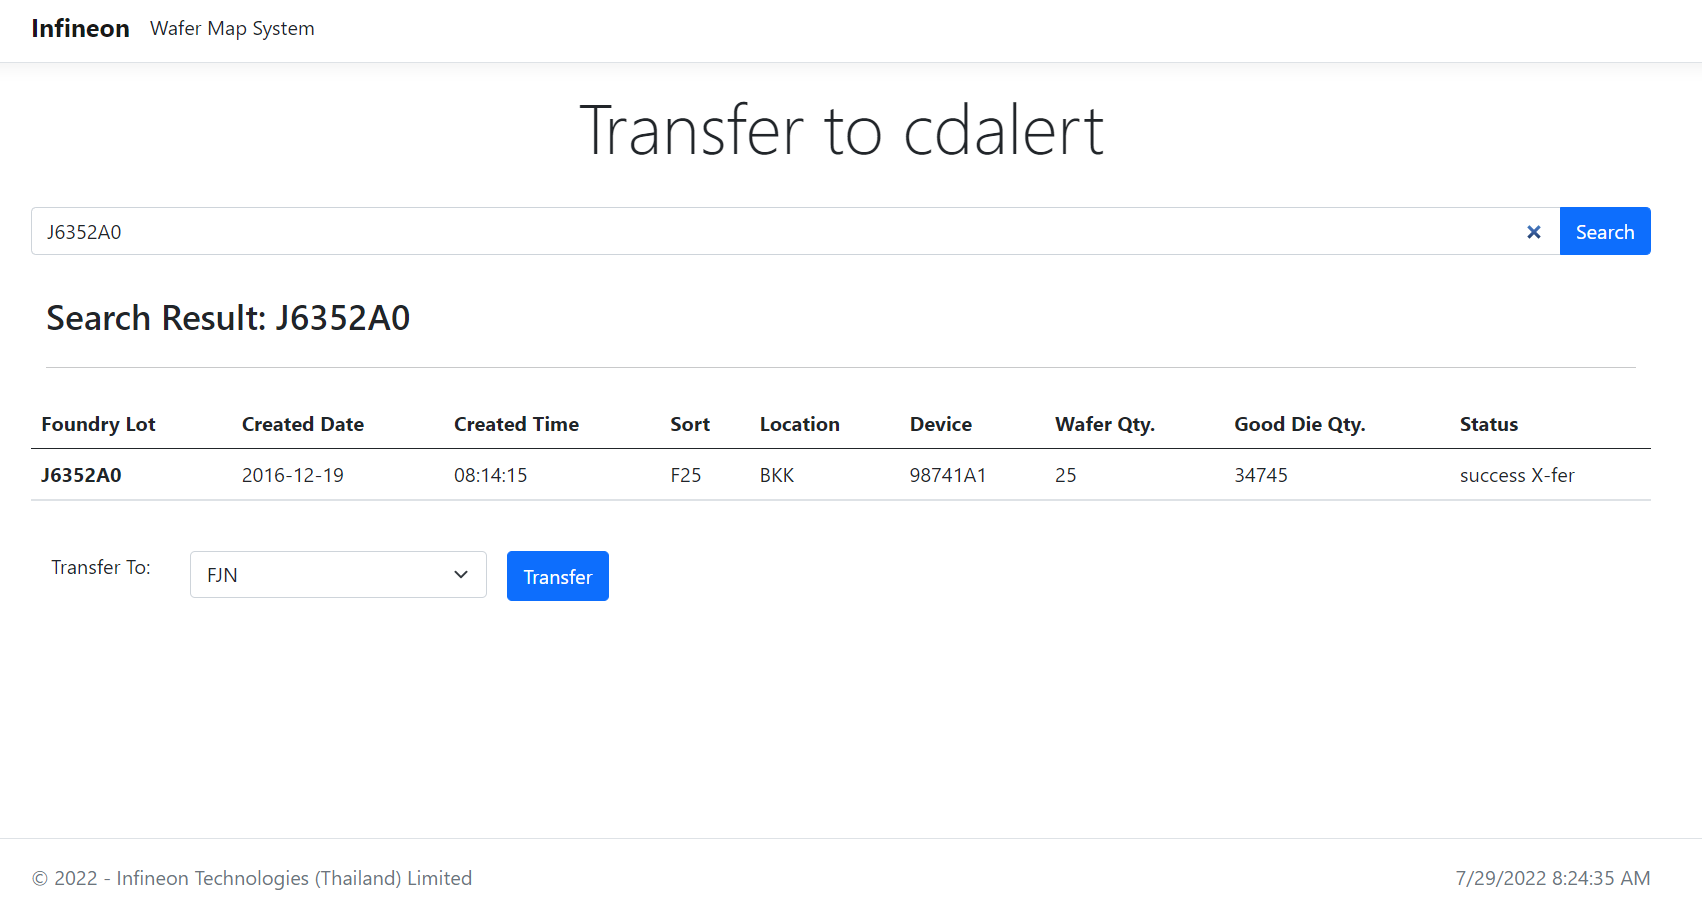 Infineon Wafer Map System
Transfer to cdalert
J6352A0 × Search
Search Result: J6352A0
Foundry Lot Created Date Created Time Sort Location Device Wafer Qty. Good Die Qty. Status
J6352A0 2016-12-19 08:14:15 F25 BKK 98741A1 25 34745 success X-fer
Transfer To: FJN Transfer
© 2022 - Infineon Technologies (Thailand) Limited 7/29/2022 8:24:35 AM